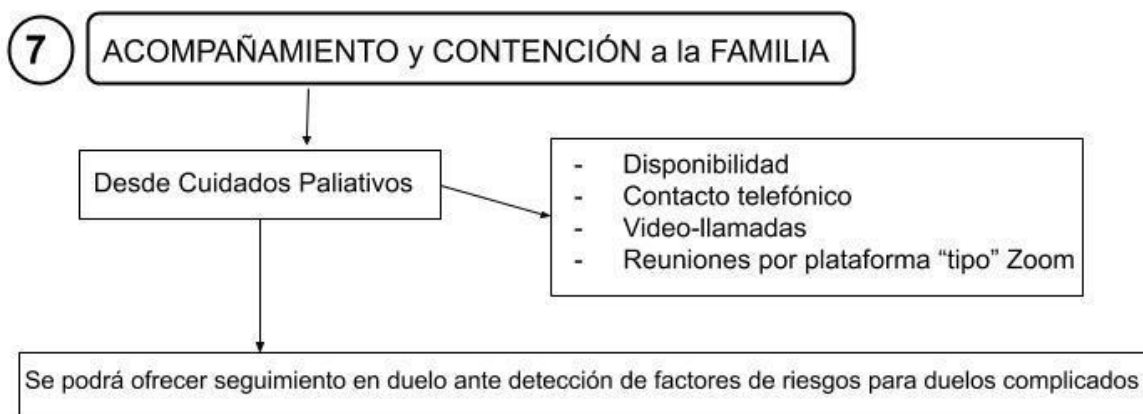 7
ACOMPAÑAMIENTO y CONTENCIÓN a la FAMILIA
Desde Cuidados Paliativos
- Disponibilidad
- Contacto telefónico
- Video-llamadas
- Reuniones por plataforma “tipo” Zoom
Se podrá ofrecer seguimiento en duelo ante detección de factores de riesgos para duelos complicados